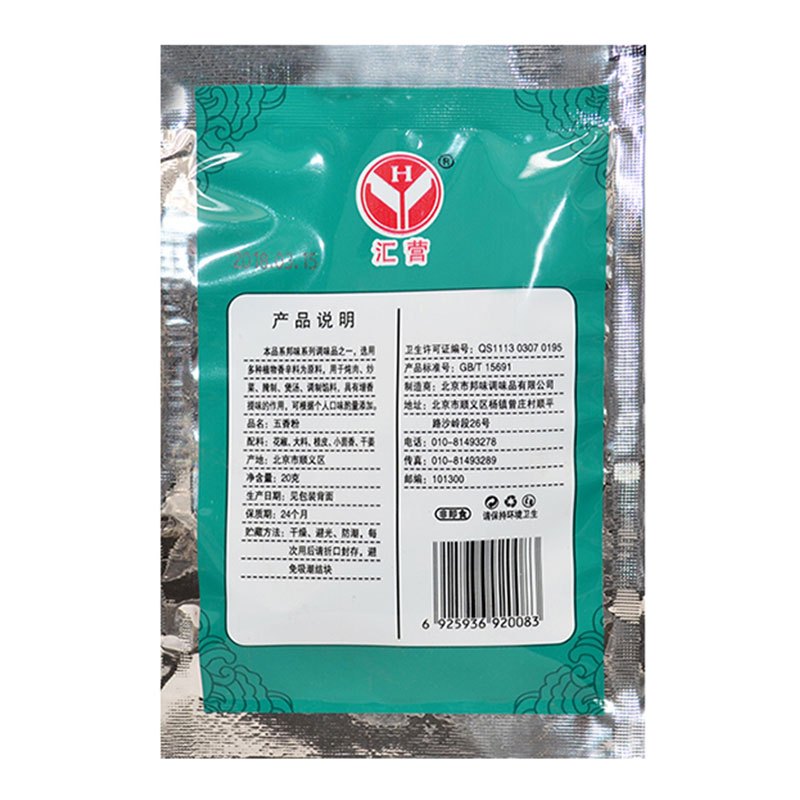 H
®
汇营
产品说明
本品系邦味系列调味品之一，选用
多种植物香辛料为原料，用于炖肉、炒
菜、腌制、煲汤、调制馅料，具有增香
提味的作用，可根据个人口味酌量添加。
品名：五香粉
配料：花椒、大料、桂皮、小茴香、干姜
产地：北京市顺义区
净含量：20克
生产日期：见包装背面
保质期：24个月
贮藏方法：干燥、避光、防潮，每
次用后请折口封存，避
免吸潮结块
卫生许可证编号：QS1113 0307 0195
产品标准号：GB/T 15691
制造商：北京市邦味调味品有限公司
地址：北京市顺义区杨镇曾庄村顺平
路沙岭段26号
电话：010-81493278
传真：010-81493289
邮编：101300
请保持环境卫生
6 925936 920083